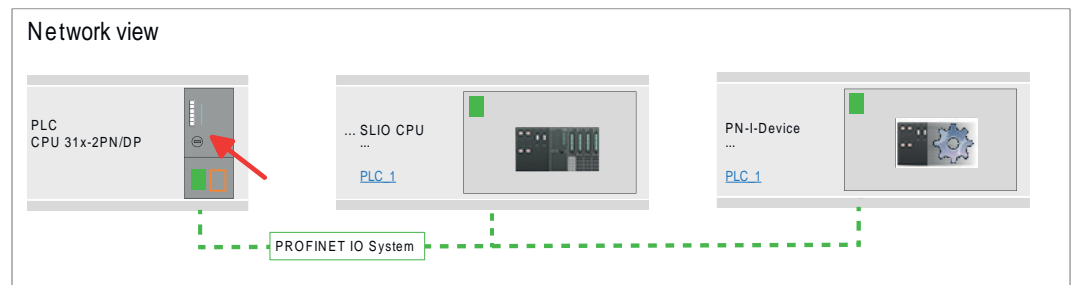 Network view
PLC
CPU 31x-2PN/DP
... SLIO CPU
...
PLC_1
PN-I-Device
...
PLC_1
PROFINET IO System